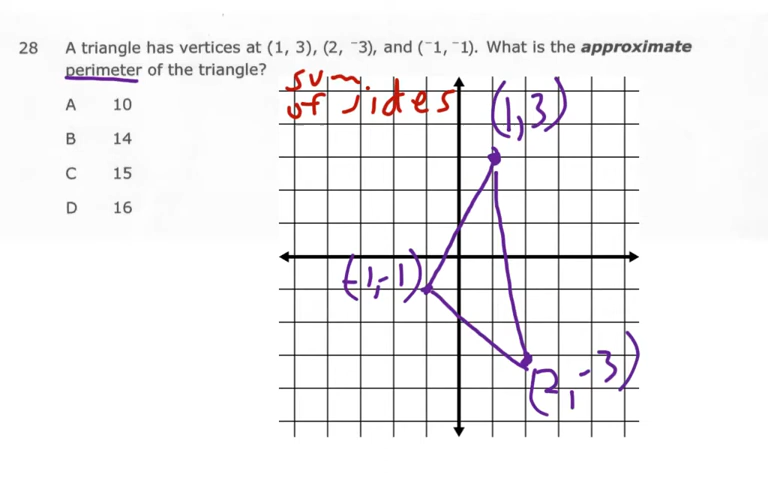 28 A triangle has vertices at (1, 3), (2, ⁻3), and (⁻1, ⁻1). What is the approximate
perimeter of the triangle?
A 10
B 14
C 15
D 16
sum
of sides
(1,3)
(-1,-1)
(2,-3)